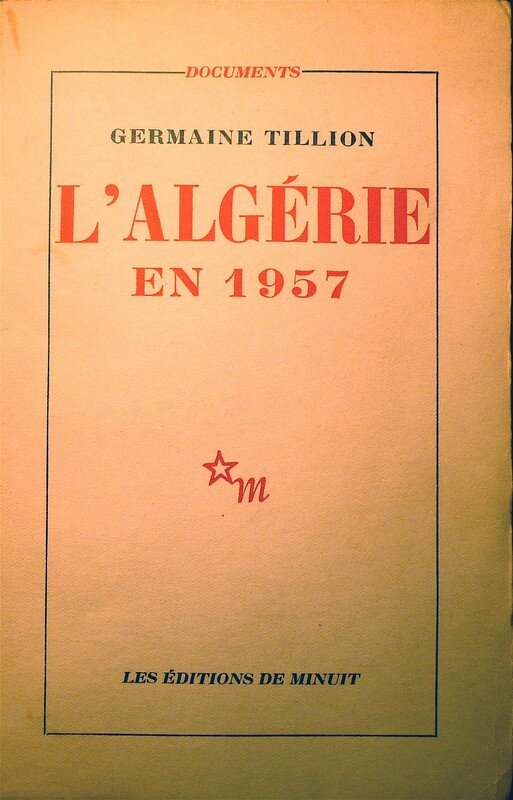 DOCUMENTS
GERMAINE TILLION
L'ALGÉRIE
EN 1957
m
LES ÉDITIONS DE MINUIT